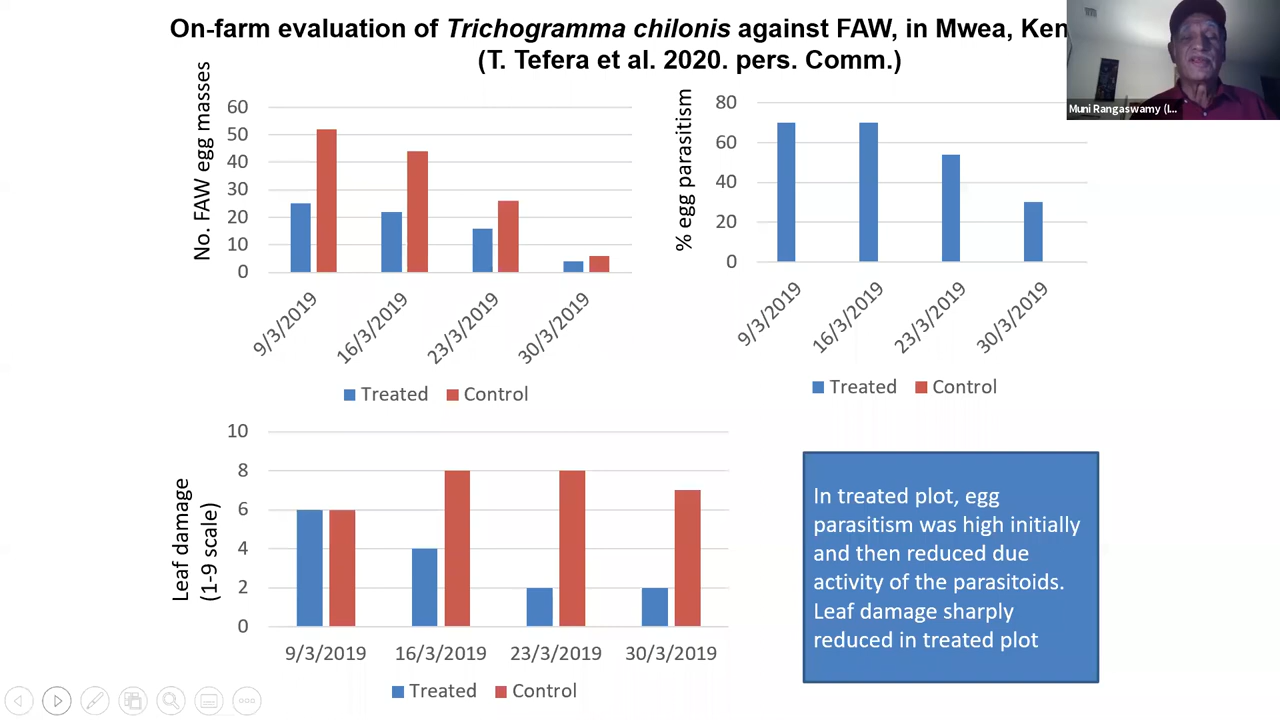 On-farm evaluation of Trichogramma chilonis against FAW, in Mwea, Ken
(T. Tefera et al. 2020. pers. Comm.)
Muni Rangaswamy (I...
No. FAW egg masses
60
50
40
30
20
10
0
9/3/2019
16/3/2019
23/3/2019
30/3/2019
Treated
Control
% egg parasitism
80
60
40
20
0
9/3/2019
16/3/2019
23/3/2019
30/3/2019
Treated
Control
Leaf damage
(1-9 scale)
10
8
6
4
2
0
9/3/2019
16/3/2019
23/3/2019
30/3/2019
Treated
Control
In treated plot, egg
parasitism was high initially
and then reduced due
activity of the parasitoids.
Leaf damage sharply
reduced in treated plot